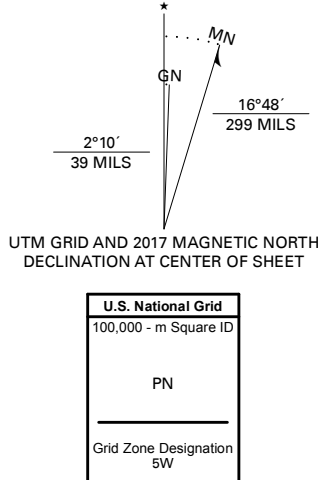 MN
GN
16°48´
299 MILS
2°10´
39 MILS
UTM GRID AND 2017 MAGNETIC NORTH
DECLINATION AT CENTER OF SHEET
U.S. National Grid
100,000 - m Square ID
PN
Grid Zone Designation
5W